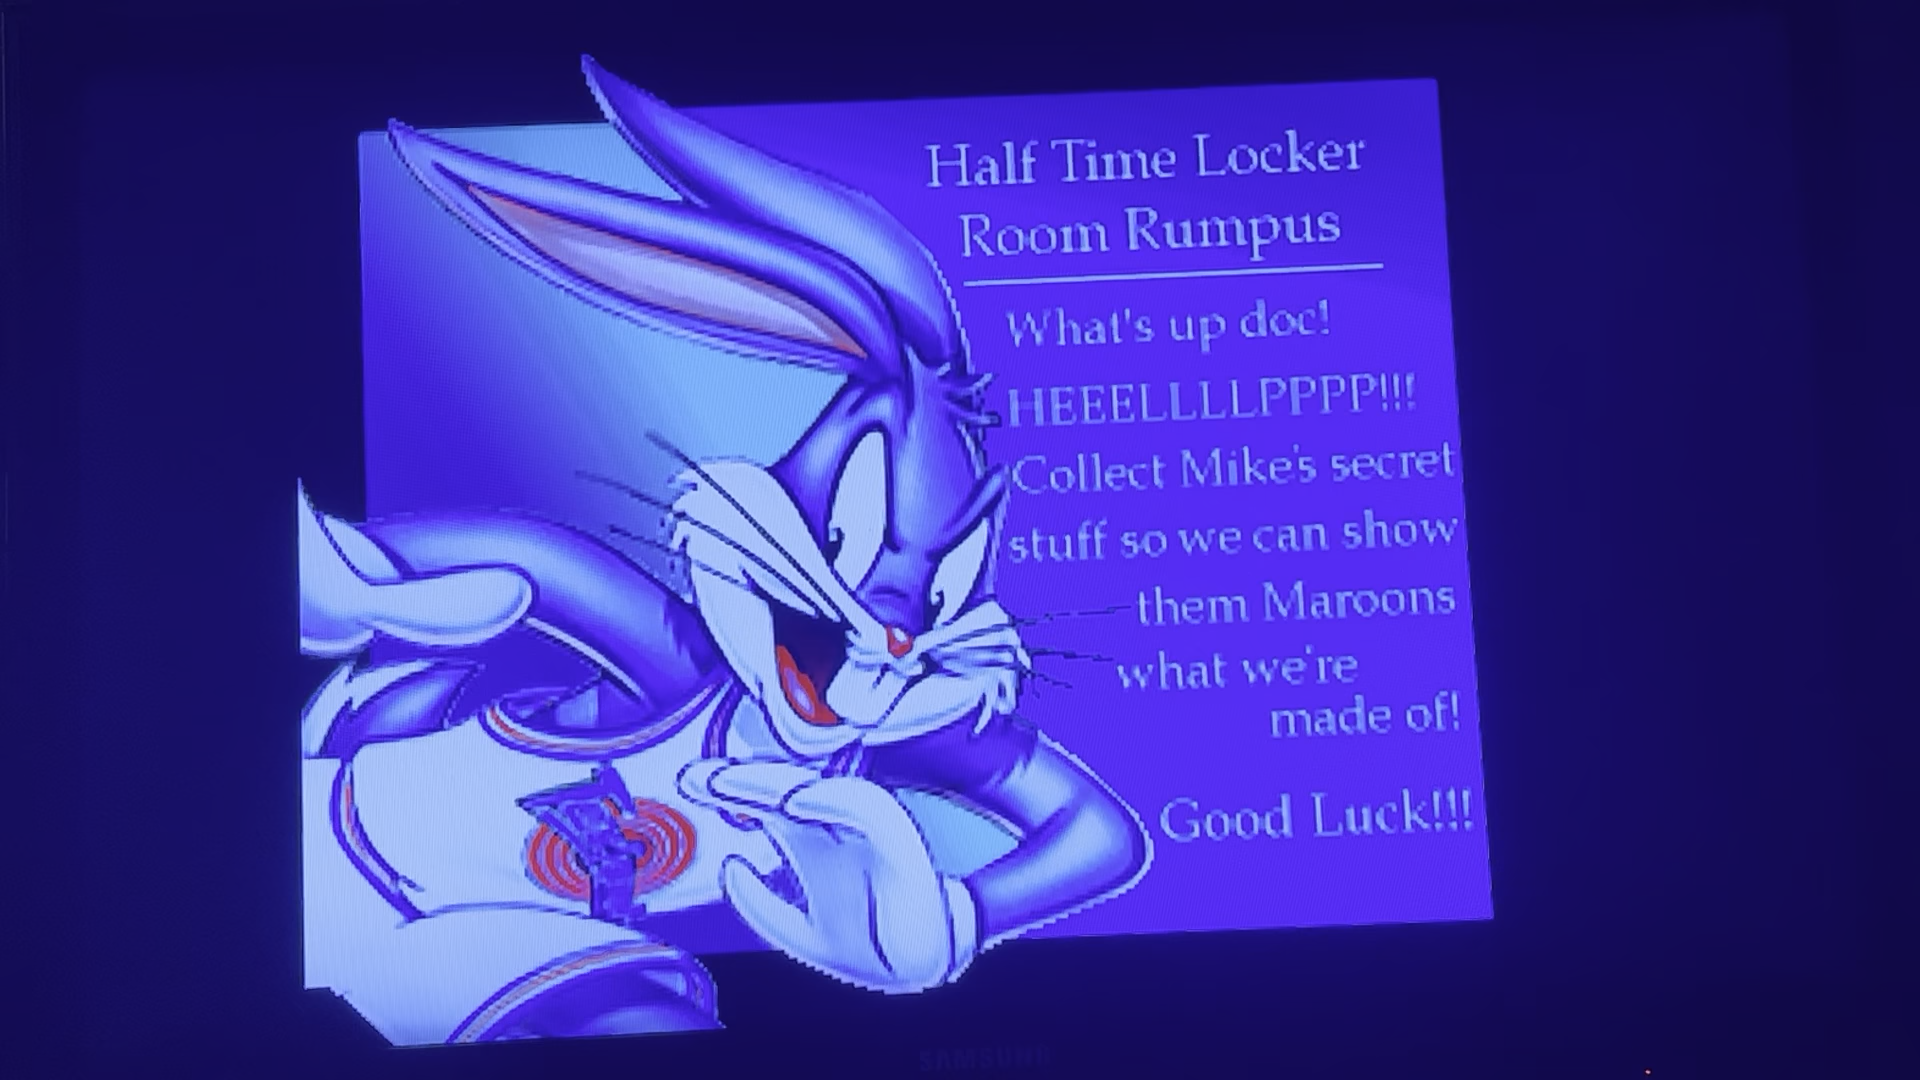 Half Time Locker
Room Rumpus
What's up doc!
HEEELLLLPPPP!!!
Collect Mike's secret
stuff so we can show
them Maroons
what we're
made of!
Good Luck!!!
SAMSUNG